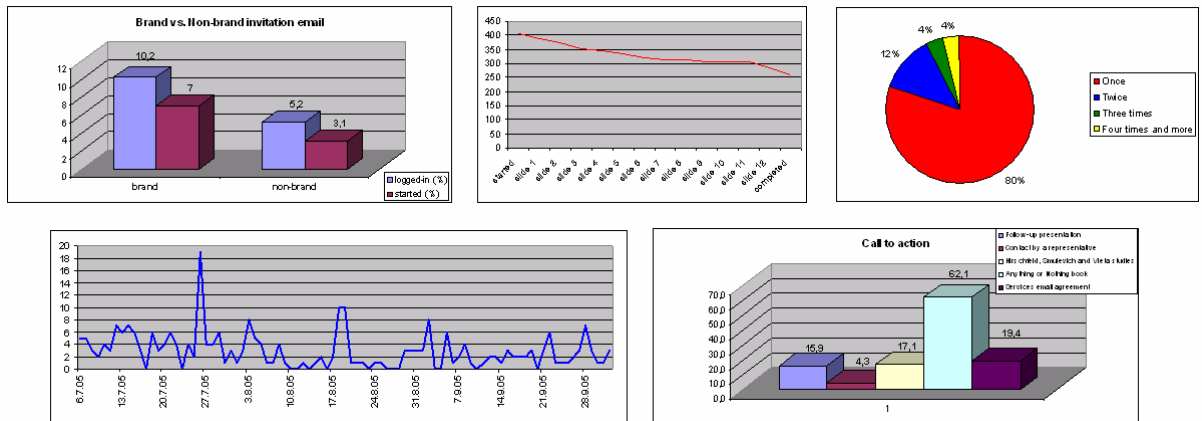 Brand vs. Non-brand invitation email
12
10
8
6
4
2
0
10,2
7
5,2
3,1
brand
non-brand
logged-in (%)
started (%)
450
400
350
300
250
200
150
100
50
0
started
slide 1
slide 2
slide 3
slide 4
slide 5
slide 6
slide 7
slide 8
slide 9
slide 10
slide 11
slide 12
completed
4%
4%
12%
80%
Once
Twice
Three times
Four times and more
20
18
16
14
12
10
8
6
4
2
0
6.7.05
13.7.05
20.7.05
27.7.05
3.8.05
10.8.05
17.8.05
24.8.05
31.8.05
7.9.05
14.9.05
21.9.05
28.9.05
Call to action
Follow-up presentation
Contact by a representative
studies
Anything or Nothing book
Services email agreement
70,0
60,0
50,0
40,0
30,0
20,0
10,0
0,0
15,9
4,3
17,1
62,1
19,4
1